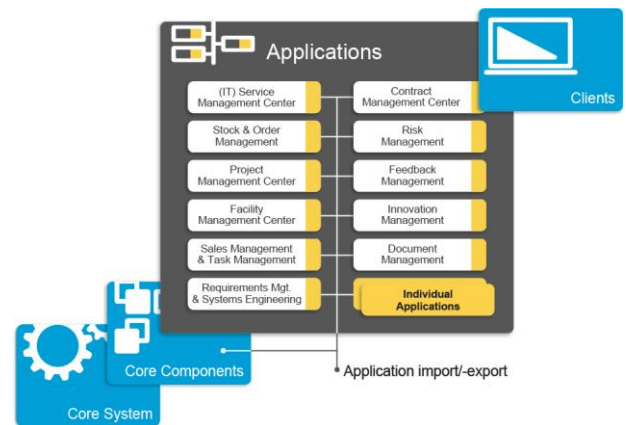 Applications
Clients
(IT) Service
Management Center
Contract
Management Center
Stock & Order
Management
Risk
Management
Project
Management Center
Feedback
Management
Facility
Management Center
Innovation
Management
Sales Management
& Task Management
Document
Management
Requirements Mgt.
& Systems Engineering
Individual
Applications
Core Components
Application import/-export
Core System